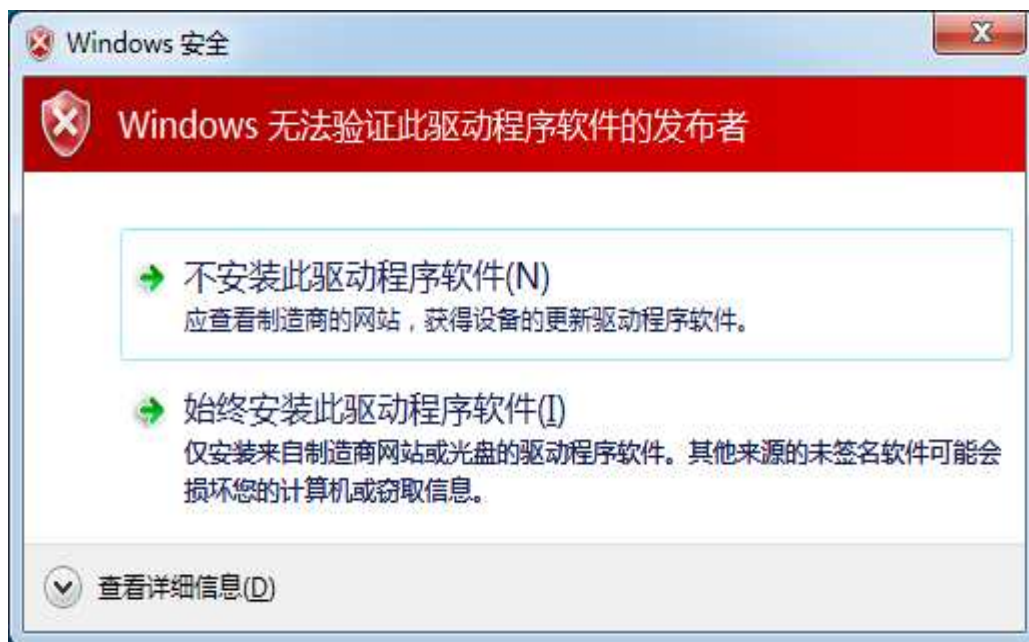 Windows 安全
Windows 无法验证此驱动程序软件的发布者
不安装此驱动程序软件(N)
应查看制造商的网站，获得设备的更新驱动程序软件。
始终安装此驱动程序软件(I)
仅安装来自制造商网站或光盘的驱动程序软件。其他来源的未签名软件可能会
损坏您的计算机或窃取信息。
查看详细信息(D)